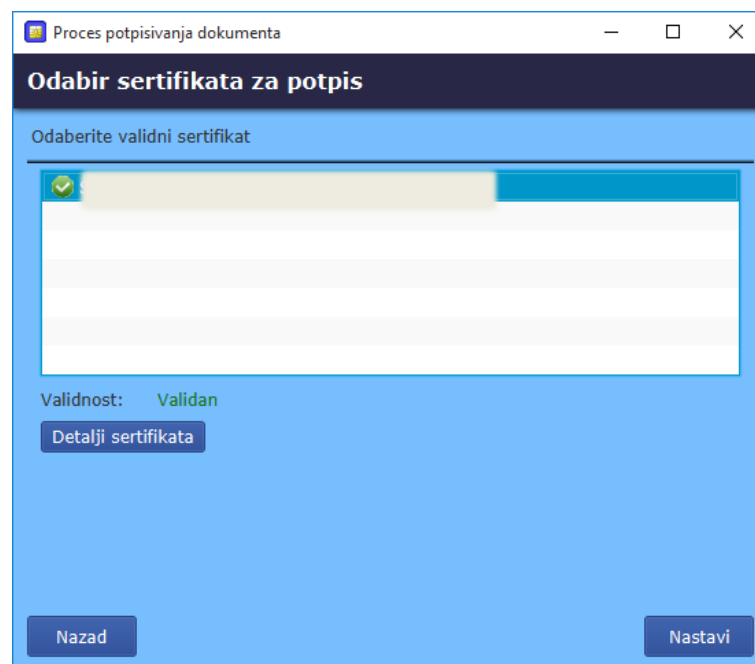 Proces potpisivanja dokumenta
Odabir sertifikata za potpis
Odaberite validni sertifikat
Validnost: Validan
Detalji sertifikata
Nazad
Nastavi